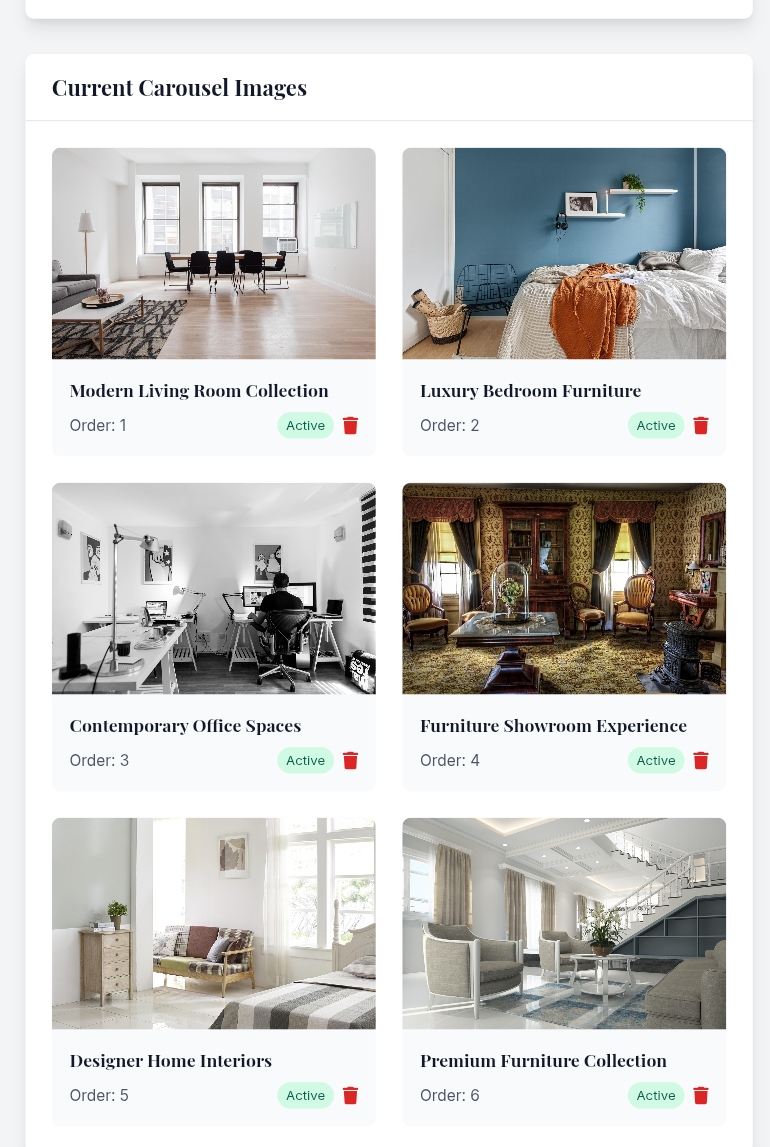 Current Carousel Images
Modern Living Room Collection
Order: 1
Active
Luxury Bedroom Furniture
Order: 2
Active
Contemporary Office Spaces
Order: 3
Active
Furniture Showroom Experience
Order: 4
Active
Designer Home Interiors
Order: 5
Active
Premium Furniture Collection
Order: 6
Active